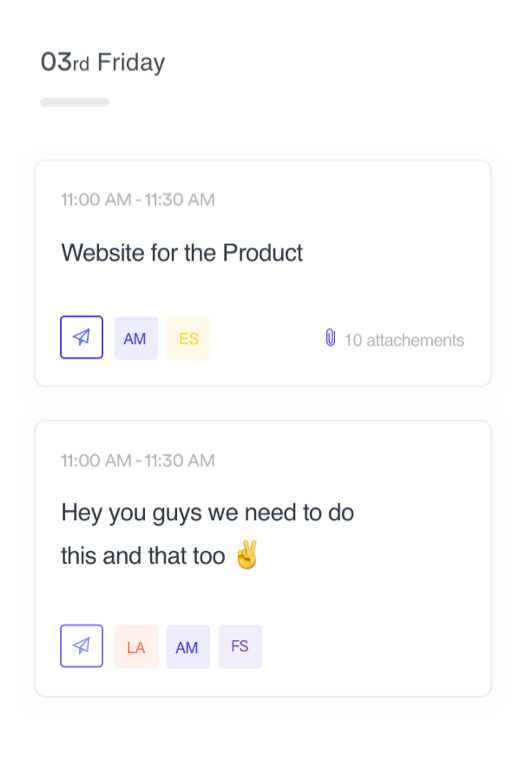 03rd Friday
11:00 AM - 11:30 AM
Website for the Product
AM
ES
10 attachements
11:00 AM - 11:30 AM
Hey you guys we need to do
this and that too ✌️
LA
AM
FS